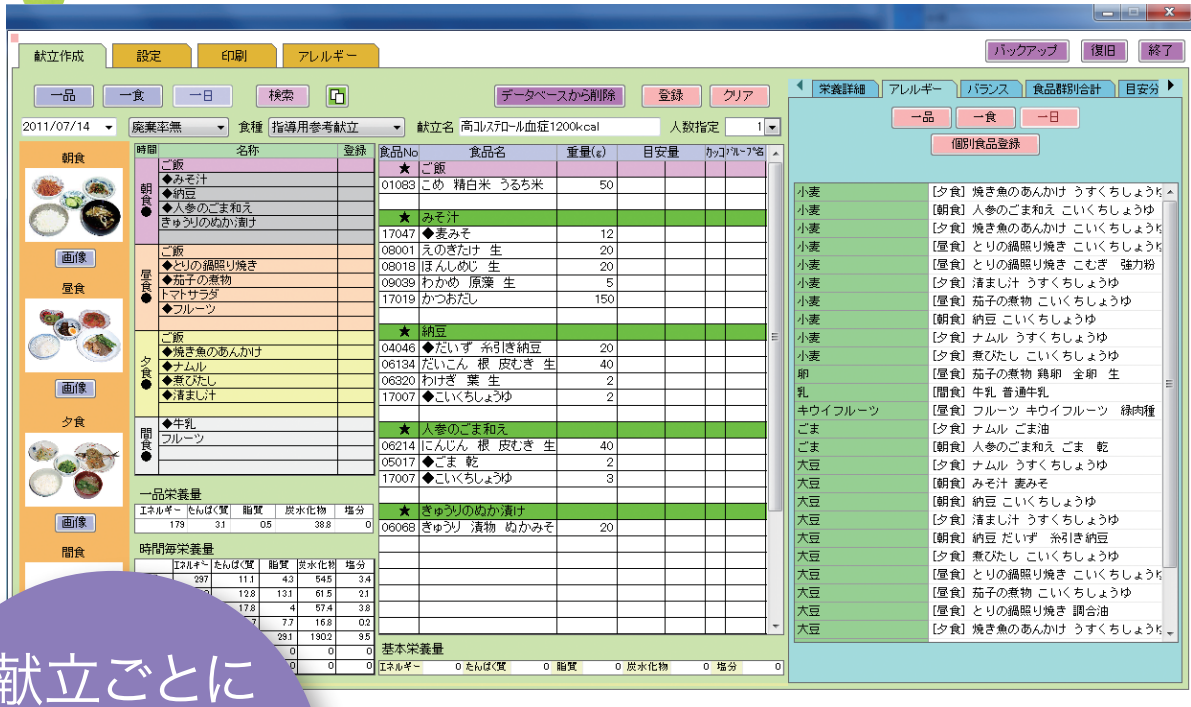 献立作成 設定 印刷 アレルギー
バックアップ 復旧 終了
一品 一食 一日 検索 データベースから削除 登録 クリア
2011/07/14 廃棄率無 食種 指導用参考献立 献立名 高コレステロール血症1200kcal 人数指定 1
朝食
画像
昼食
画像
夕食
画像
間食
時間 名称 登録
朝食●
ご飯
◆みそ汁
◆納豆
◆人参のごま和え
きゅうりのぬか漬け
昼食●
ご飯
◆とりの鍋照り焼き
◆茄子の煮物
トマトサラダ
◆フルーツ
夕食●
ご飯
◆焼き魚のあんかけ
◆ナムル
◆煮びたし
◆清まし汁
間食●
◆牛乳
フルーツ
一品栄養量
エネルギー たんぱく質 脂質 炭水化物 塩分
179 3.1 0.5 38.8 0
時間毎栄養量
エネルギー たんぱく質 脂質 炭水化物 塩分
297 11.1 4.3 54.5 3.4
12.8 13.1 61.5 2.1
17.8 4 57.4 3.8
7.7 16.8 0.2
29.1 190.2 9.5
0 0 0
0 0 0
食品No 食品名 重量(g) 目安量 カッコグループ名
★ ご飯
01083 こめ 精白米 うるち米 50
★ みそ汁
17047 ◆麦みそ 12
08001 えのきたけ 生 20
08018 ほんしめじ 生 20
09039 わかめ 原藻 生 5
17019 かつおだし 150
★ 納豆
04046 ◆だいず 糸引き納豆 20
06134 だいこん 根 皮むき 生 40
06320 わけぎ 葉 生 2
17007 ◆こいくちしょうゆ 2
★ 人参のごま和え
06214 にんじん 根 皮むき 生 40
05017 ◆ごま 乾 2
17007 ◆こいくちしょうゆ 3
★ きゅうりのぬか漬け
06068 きゅうり 漬物 ぬかみそ 20
基本栄養量
エネルギー 0 たんぱく質 0 脂質 0 炭水化物 0 塩分 0
栄養詳細 アレルギー バランス 食品群別合計 目安分
一品 一食 一日
個別食品登録
小麦 [夕食] 焼き魚のあんかけ うすくちしょうゆ
小麦 [朝食] 人参のごま和え こいくちしょうゆ
小麦 [夕食] 焼き魚のあんかけ こいくちしょうゆ
小麦 [昼食] とりの鍋照り焼き こいくちしょうゆ
小麦 [昼食] とりの鍋照り焼き こむぎ 強力粉
小麦 [夕食] 清まし汁 うすくちしょうゆ
小麦 [昼食] 茄子の煮物 こいくちしょうゆ
小麦 [朝食] 納豆 こいくちしょうゆ
小麦 [夕食] ナムル うすくちしょうゆ
小麦 [夕食] 煮びたし こいくちしょうゆ
卵 [昼食] 茄子の煮物 鶏卵 全卵 生
乳 [間食] 牛乳 普通牛乳
キウイフルーツ [昼食] フルーツ キウイフルーツ 緑肉種
ごま [夕食] ナムル ごま油
ごま [朝食] 人参のごま和え ごま 乾
大豆 [夕食] ナムル うすくちしょうゆ
大豆 [朝食] みそ汁 麦みそ
大豆 [朝食] 納豆 こいくちしょうゆ
大豆 [夕食] 清まし汁 うすくちしょうゆ
大豆 [朝食] 納豆 だいず 糸引き納豆
大豆 [夕食] 煮びたし こいくちしょうゆ
大豆 [昼食] とりの鍋照り焼き こいくちしょうゆ
大豆 [昼食] 茄子の煮物 こいくちしょうゆ
大豆 [昼食] とりの鍋照り焼き 調合油
大豆 [夕食] 焼き魚のあんかけ うすくちしょうゆ
献立ごとに